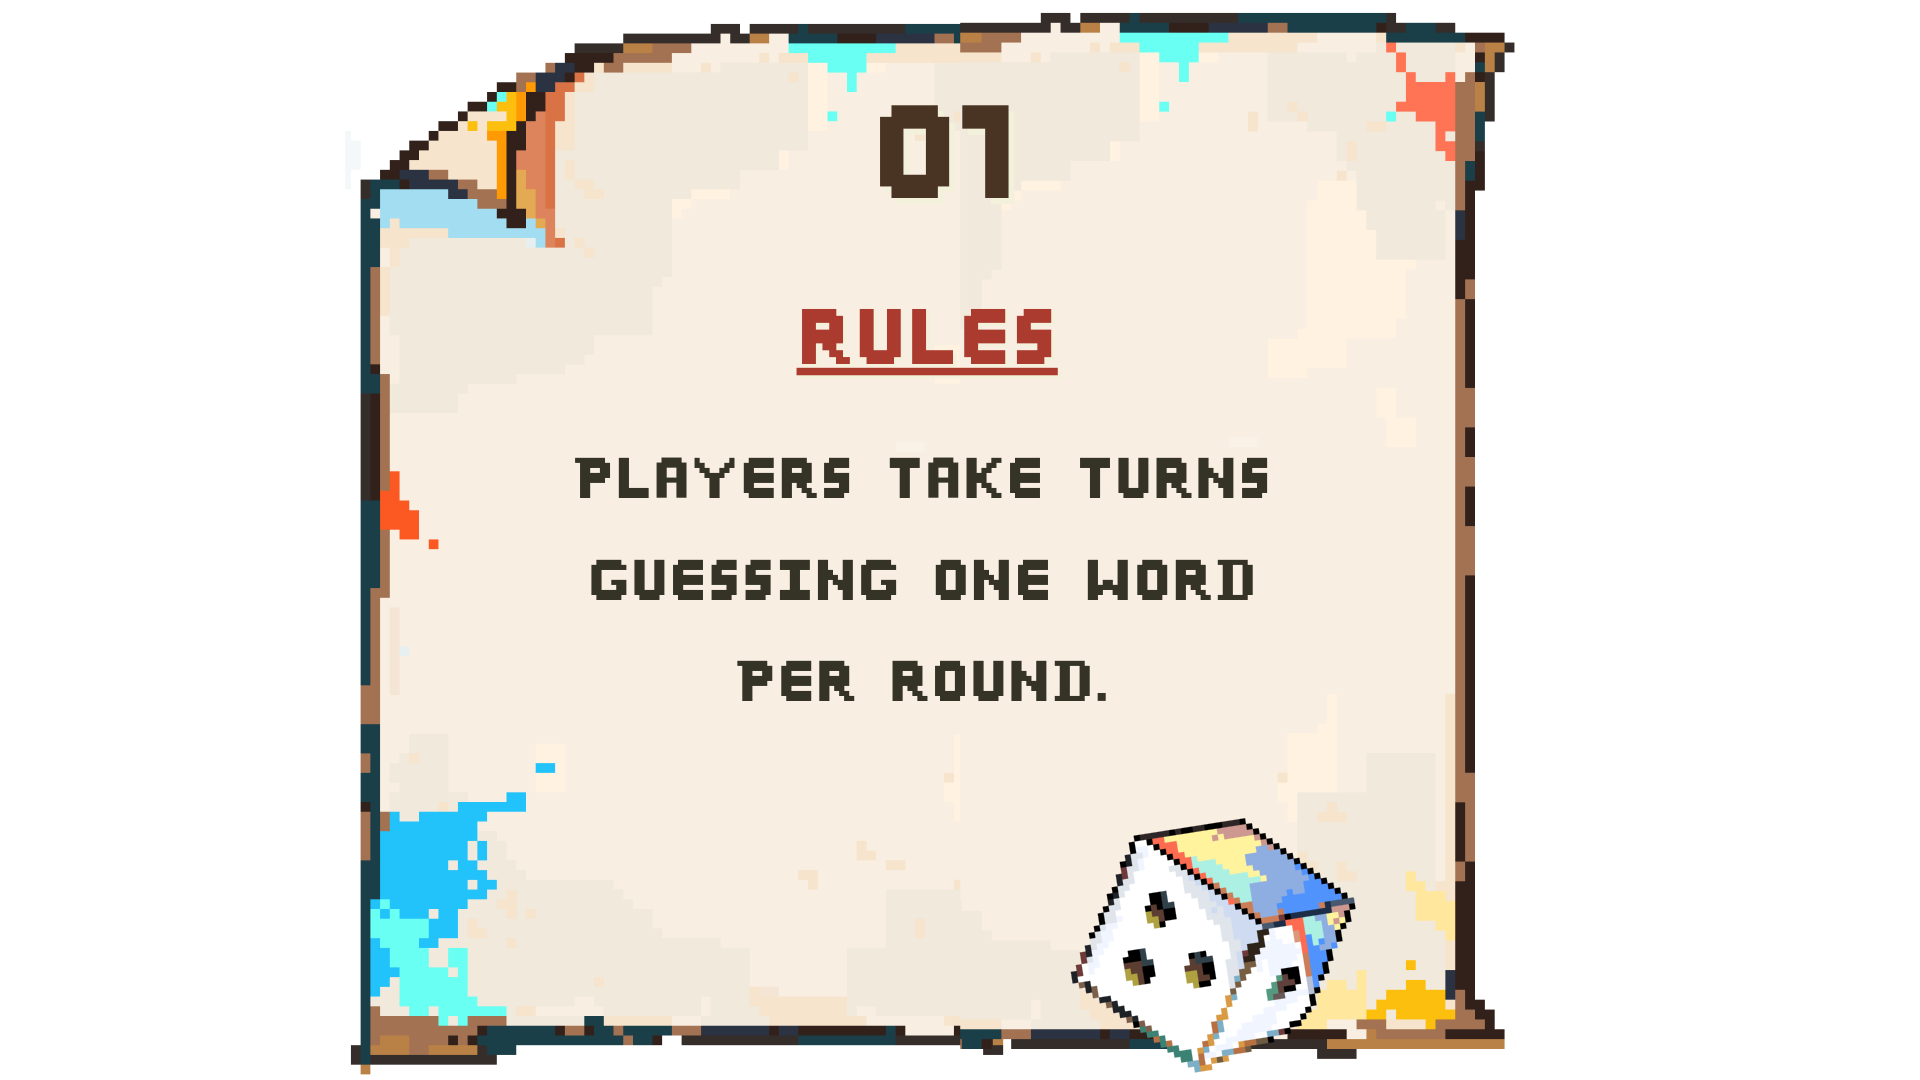 01
RULES
PLAYERS TAKE TURNS
GUESSING ONE WORD
PER ROUND.